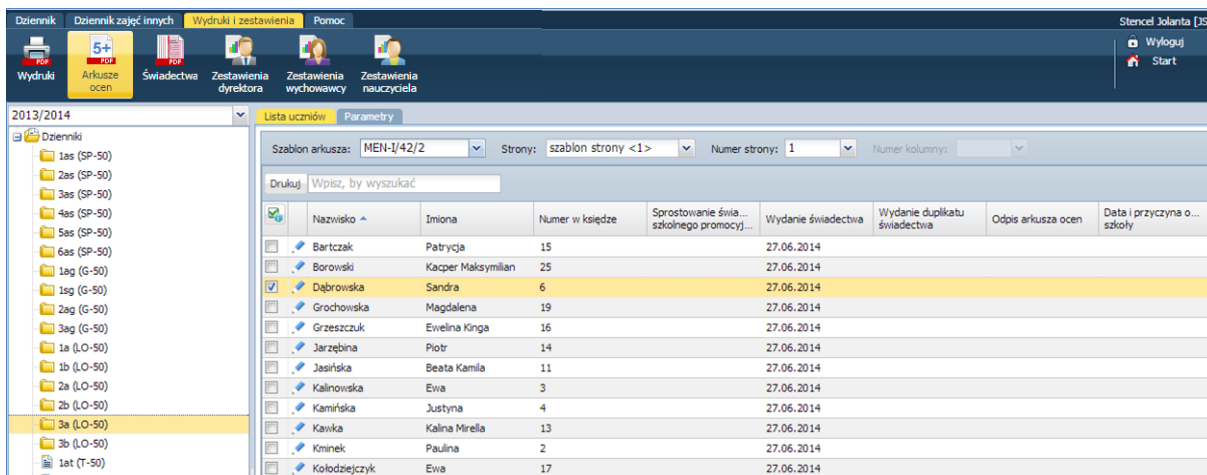 Dziennik Dziennik zajęć innych Wydruki i zestawienia Pomoc Stencel Jolanta [JS
5+
PDF PDF PDF
Wydruki Arkusze ocen Świadectwa Zestawienia dyrektora Zestawienia wychowawcy Zestawienia nauczyciela
Wyloguj
Start
2013/2014
Dzienniki
1as (SP-50)
2as (SP-50)
3as (SP-50)
4as (SP-50)
5as (SP-50)
6as (SP-50)
1ag (G-50)
1sg (G-50)
2ag (G-50)
3ag (G-50)
1a (LO-50)
1b (LO-50)
2a (LO-50)
2b (LO-50)
3a (LO-50)
3b (LO-50)
1at (T-50)
Lista uczniów Parametry
Szablon arkusza: MEN-I/42/2 Strony: szablon strony <1> Numer strony: 1 Numer kolumny:
Drukuj Wpisz, by wyszukać
Nazwisko Imiona Numer w księdze Sprostowanie świa... szkolnego promocyj... Wydanie świadectwa Wydanie duplikatu świadectwa Odpis arkusza ocen Data i przyczyna o... szkoły
Bartczak Patrycja 15 27.06.2014
Borowski Kacper Maksymilian 25 27.06.2014
Dąbrowska Sandra 6 27.06.2014
Grochowska Magdalena 19 27.06.2014
Grzeszczuk Ewelina Kinga 16 27.06.2014
Jarzębina Piotr 14 27.06.2014
Jasińska Beata Kamila 11 27.06.2014
Kalinowska Ewa 3 27.06.2014
Kamińska Justyna 4 27.06.2014
Kawka Kalina Mirella 13 27.06.2014
Kminek Paulina 2 27.06.2014
Kołodziejczyk Ewa 17 27.06.2014